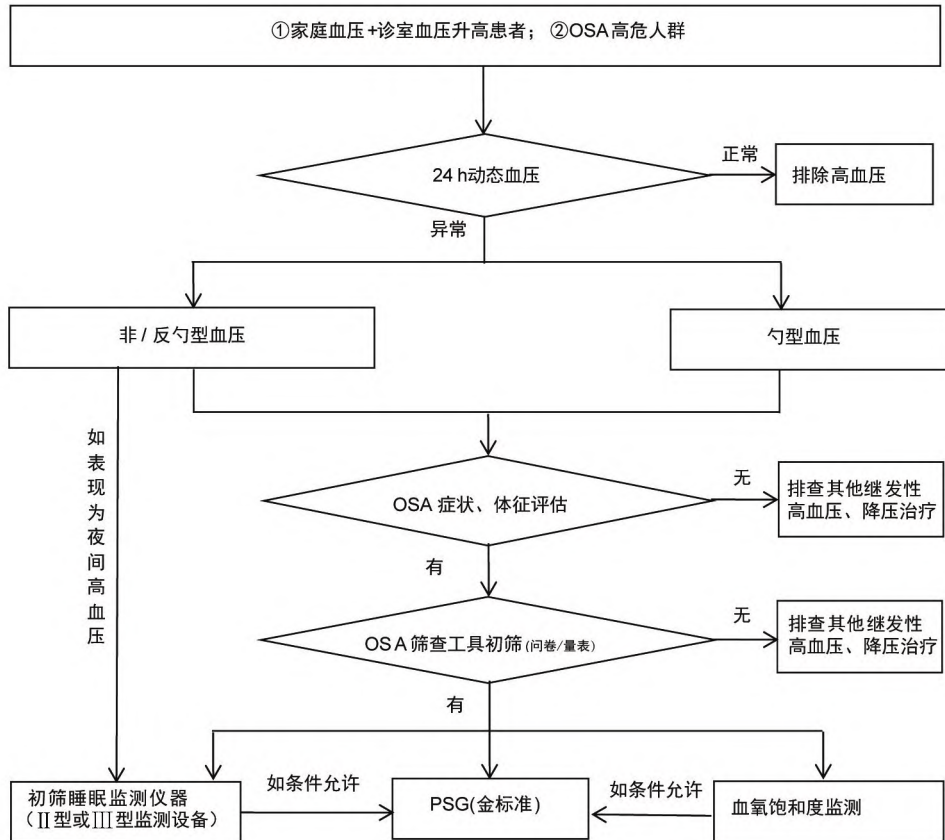 ①家庭血压+诊室血压升高患者；②OSA高危人群
24 h动态血压
正常
排除高血压
异常
非/反勺型血压
勺型血压
如表现为夜间高血压
OSA 症状、体征评估
无
排查其他继发性
高血压、降压治疗
有
OSA 筛查工具初筛(问卷/量表)
无
排查其他继发性
高血压、降压治疗
有
初筛睡眠监测仪器
（II型或III型监测设备）
如条件允许
PSG(金标准)
如条件允许
血氧饱和度监测